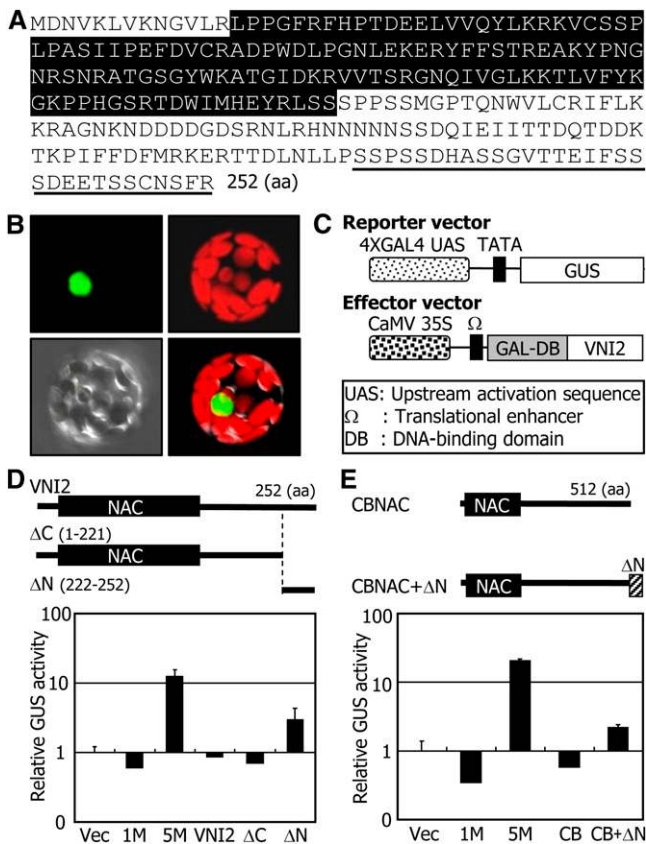 A
MDNVKLVKNGVLRLPPGFRFHPTDEELVVQYLKRKVCSSP
LPASIIPEFDVCRADPWDLPGNLEKERYFFSTREAKYPNG
NRSNRATGSGYWKATGIDKRVVTSRGNQIVGLKKTLVFYK
GKPPHGSRTDWIMHEYRLSSSPPSSMGPTQNWVLCRIFLK
KRAGNKNDDDDGDSRNLRHNNNNNSSDQIEIITTDQTDDK
TKPIFFDFMRKERTTDLNLLPSSPSSDHASSGVTTEIFSS
SDEETSSCNSFR 252 (aa)
B
C
Reporter vector
4XGAL4 UAS TATA
GUS
Effector vector
CaMV 35S Ω
GAL-DB VNI2
UAS: Upstream activation sequence
Ω : Translational enhancer
DB : DNA-binding domain
D
VNI2 252 (aa)
NAC
ΔC (1-221)
NAC
ΔN (222-252)
Relative GUS activity
100
10
1
0
Vec 1M 5M VNI2 ΔC ΔN
E
512 (aa)
CBNAC NAC
ΔN
CBNAC+ΔN NAC
Relative GUS activity
100
10
1
0
Vec 1M 5M CB CB+ΔN